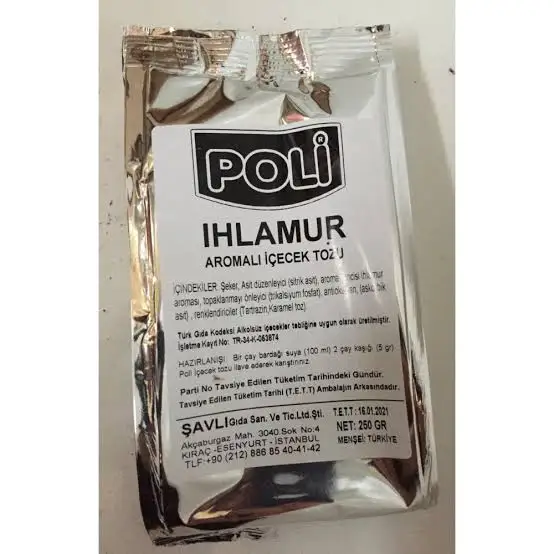 POLİ®
IHLAMUR
AROMALI İÇECEK TOZU
İÇİNDEKİLER: Şeker, Asit düzenleyici (sitrik asit), aroma ıhlamur
aroması, topaklanmayı önleyici (trikalsiyum fosfat),
asit) , renklendiriciler (Tartrazin,Karamel toz)
Türk Gıda Kodeksi Alkolsüz içecekler tebliğine uygun olarak üretilmiştir.
İşletme Kayıt No: TR-34-K-053874
HAZIRLANIŞI: Bir çay bardağı suya (100 ml) 2 çay kaşığı (5 gr)
Poli içecek tozu ilave ederek karıştırınız.
Parti No Tavsiye Edilen Tüketim Tarihindeki Gündür.
Tavsiye Edilen Tüketim Tarihi (T.E.T.T) Ambalajın Arkasındadır.
ŞAVLI Gıda San. Ve Tic.Ltd.Şti.
Akçaburgaz Mah. 3040.Sok No:4
KIRAÇ -ESENYURT - İSTANBUL
TLF:+90 (212) 886 85 40-41-42
T.E.T.T : 16.01.2021
NET: 250 GR
MENŞEİ: TÜRKİYE